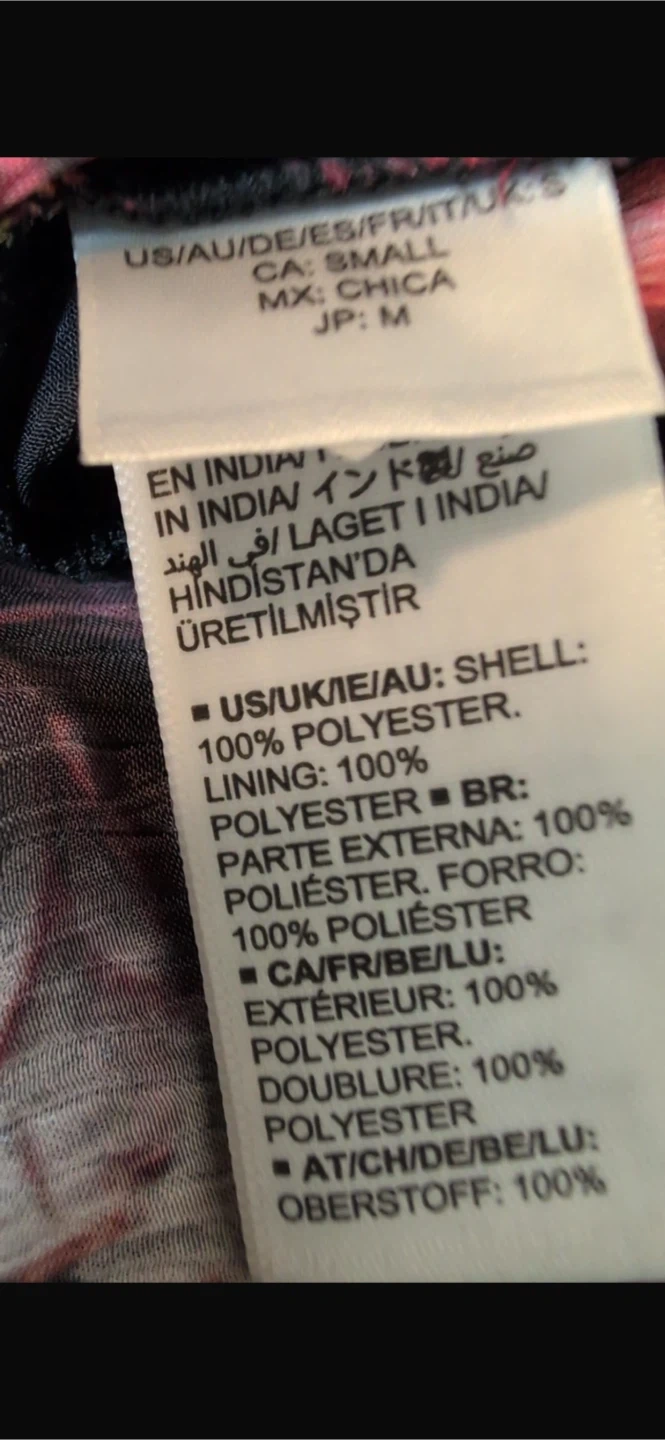 US/AU/DE/ES/FR/IT/UK: S
CA: SMALL
MX: CHICA
JP: M
EN INDIA/
IN INDIA/ インド صنع
في الهند/ LAGET I INDIA/
HİNDİSTAN'DA
ÜRETİLMİŞTİR
▪ US/UK/IE/AU: SHELL:
100% POLYESTER.
LINING: 100%
POLYESTER ▪ BR:
PARTE EXTERNA: 100%
POLIÉSTER. FORRO:
100% POLIÉSTER
▪ CA/FR/BE/LU:
EXTÉRIEUR: 100%
POLYESTER.
DOUBLURE: 100%
POLYESTER
▪ AT/CH/DE/BE/LU:
OBERSTOFF: 100%